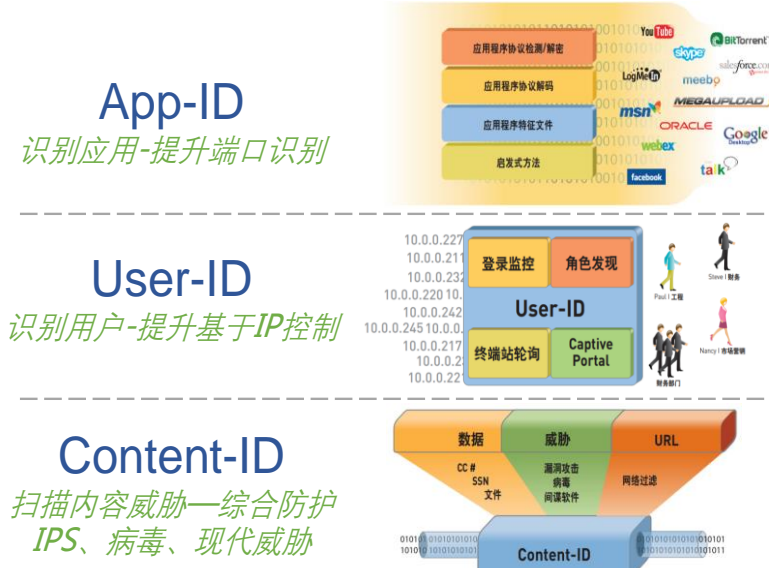 App-ID
识别应用-提升端口识别
应用程序协议检测/解密
应用程序协议解码
应用程序特征文件
启发式方法
YouTube
BitTorrent
skype
salesforce.com
LogMeIn
meebo
MEGAUPLOAD
msn
ORACLE
Google
Desktop
webex
talk
facebook
User-ID
识别用户-提升基于IP控制
10.0.0.227
10.0.0.211
10.0.0.232
10.0.0.220 10.
10.0.0.242
10.0.0.245 10.0.0.
10.0.0.217
10.0.0.2
10.0.0.22
登录监控
角色发现
User-ID
终端站轮询
Captive
Portal
Steve I 财务
Paul I 工程
Nancy I 市场营销
财务部门
Content-ID
扫描内容威胁—综合防护
IPS、病毒、现代威胁
数据
威胁
URL
CC #
SSN
文件
漏洞攻击
病毒
间谍软件
网络过滤
Content-ID